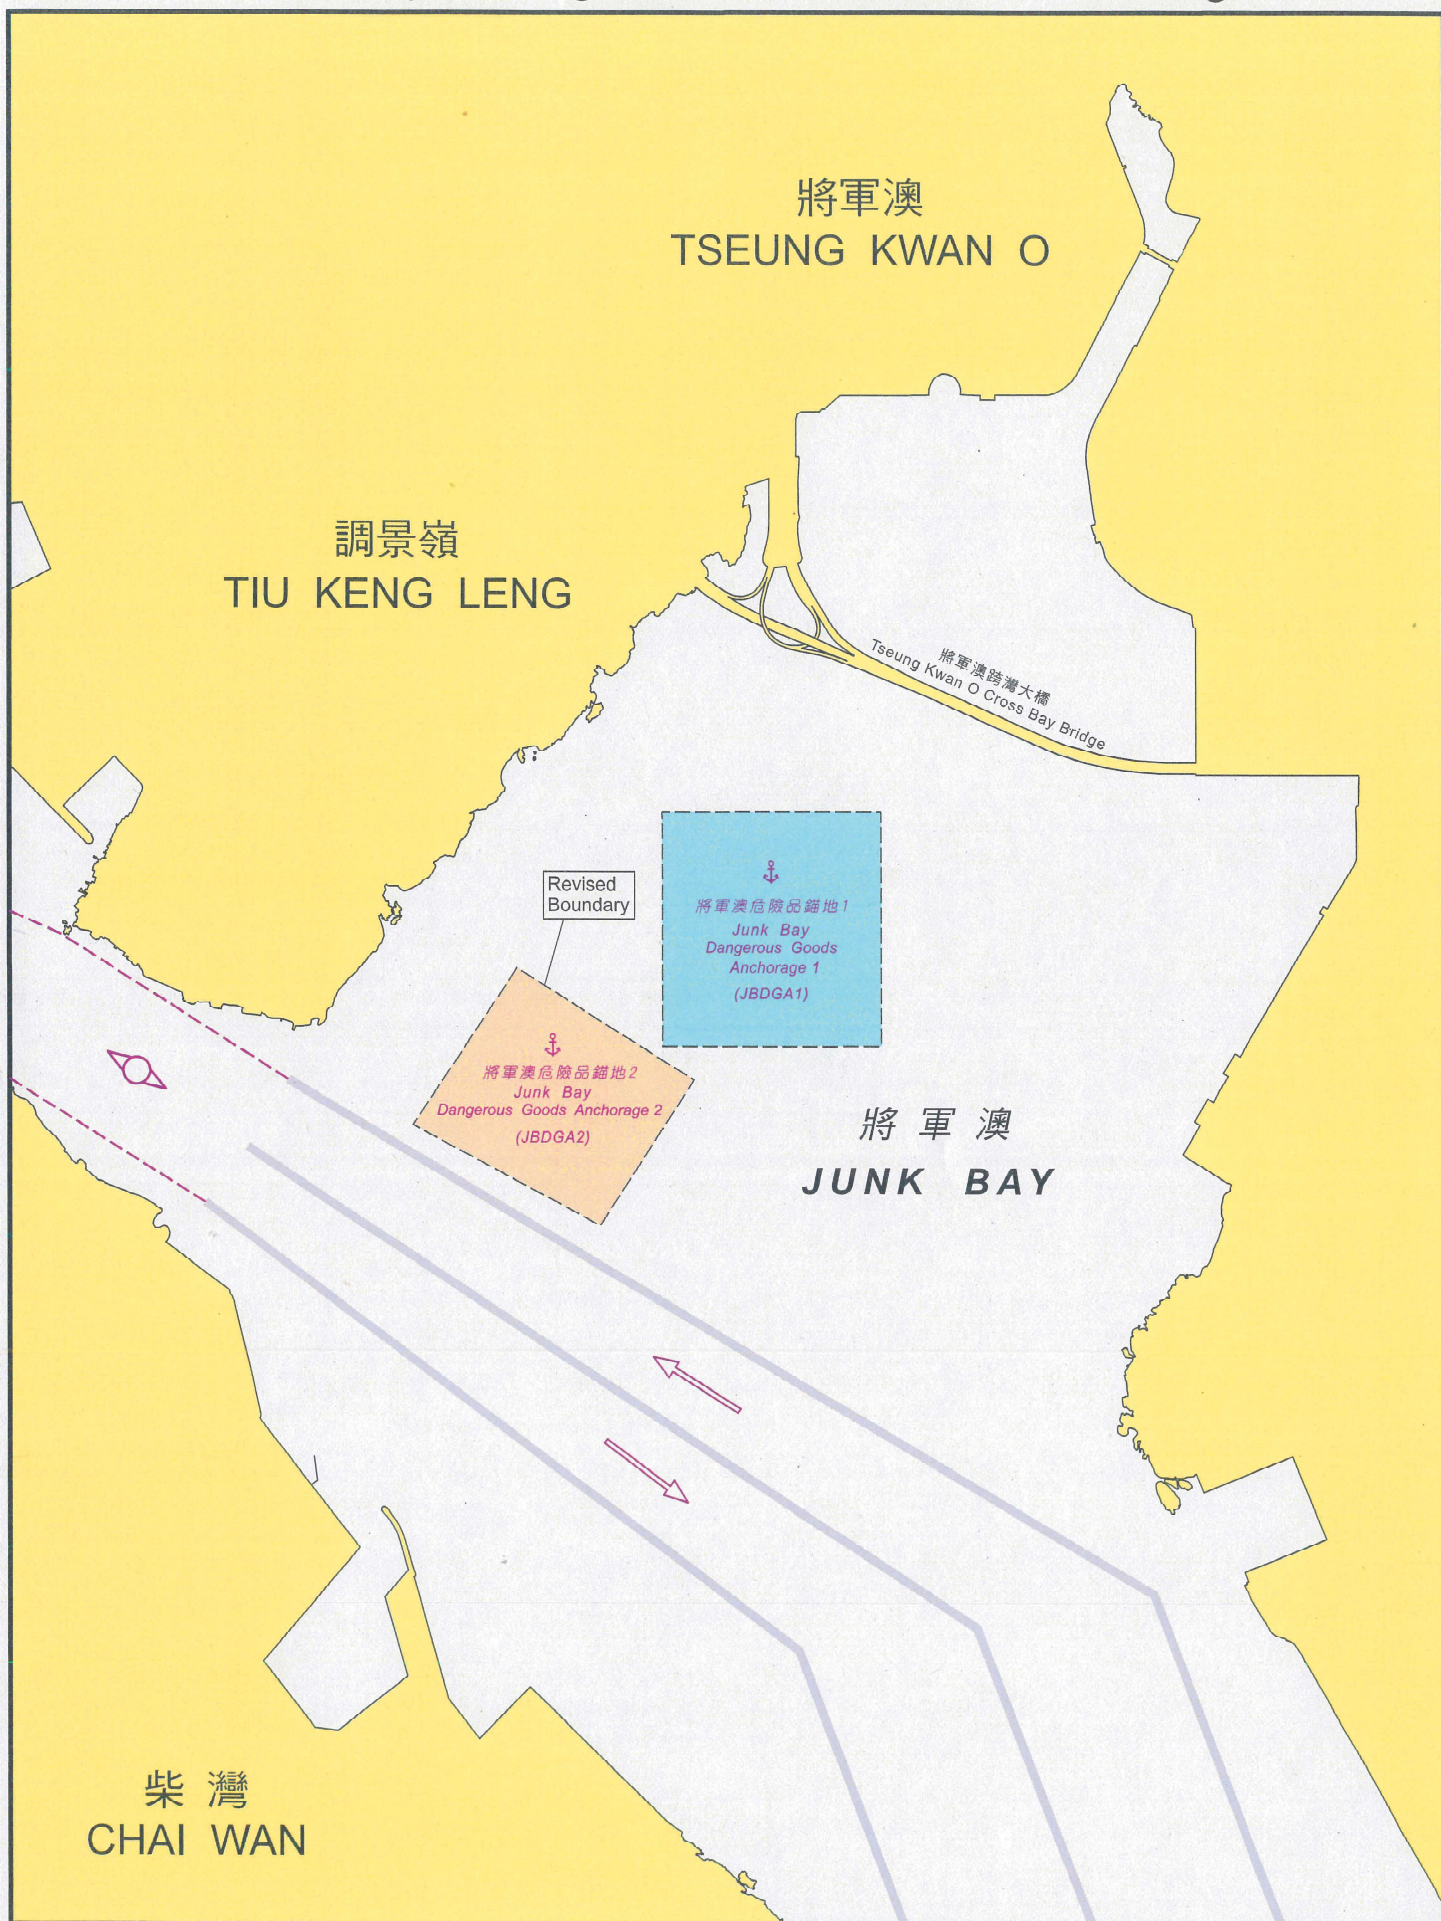 將軍澳
TSEUNG KWAN O
調景嶺
TIU KENG LENG
將軍澳跨灣大橋
Tseung Kwan O Cross Bay Bridge
Revised
Boundary
將軍澳危險品錨地1
Junk Bay
Dangerous Goods
Anchorage 1
(JBDGA1)
將軍澳危險品錨地2
Junk Bay
Dangerous Goods Anchorage 2
(JBDGA2)
將軍澳
JUNK BAY
柴灣
CHAI WAN